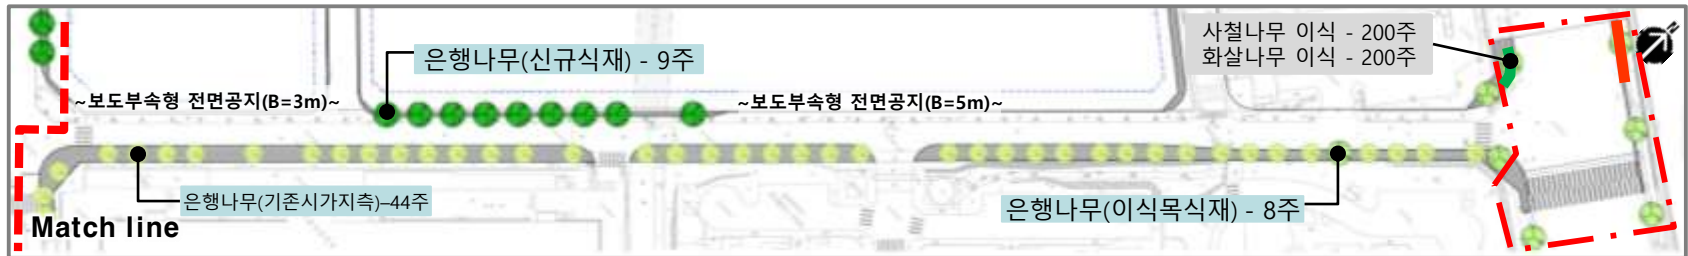 사철나무 이식 - 200주
화살나무 이식 - 200주
은행나무(신규식재) - 9주
~보도부속형 전면공지(B=3m)~
~보도부속형 전면공지(B=5m)~
은행나무(기존시가지측)–44주
은행나무(이식목식재) - 8주
Match line